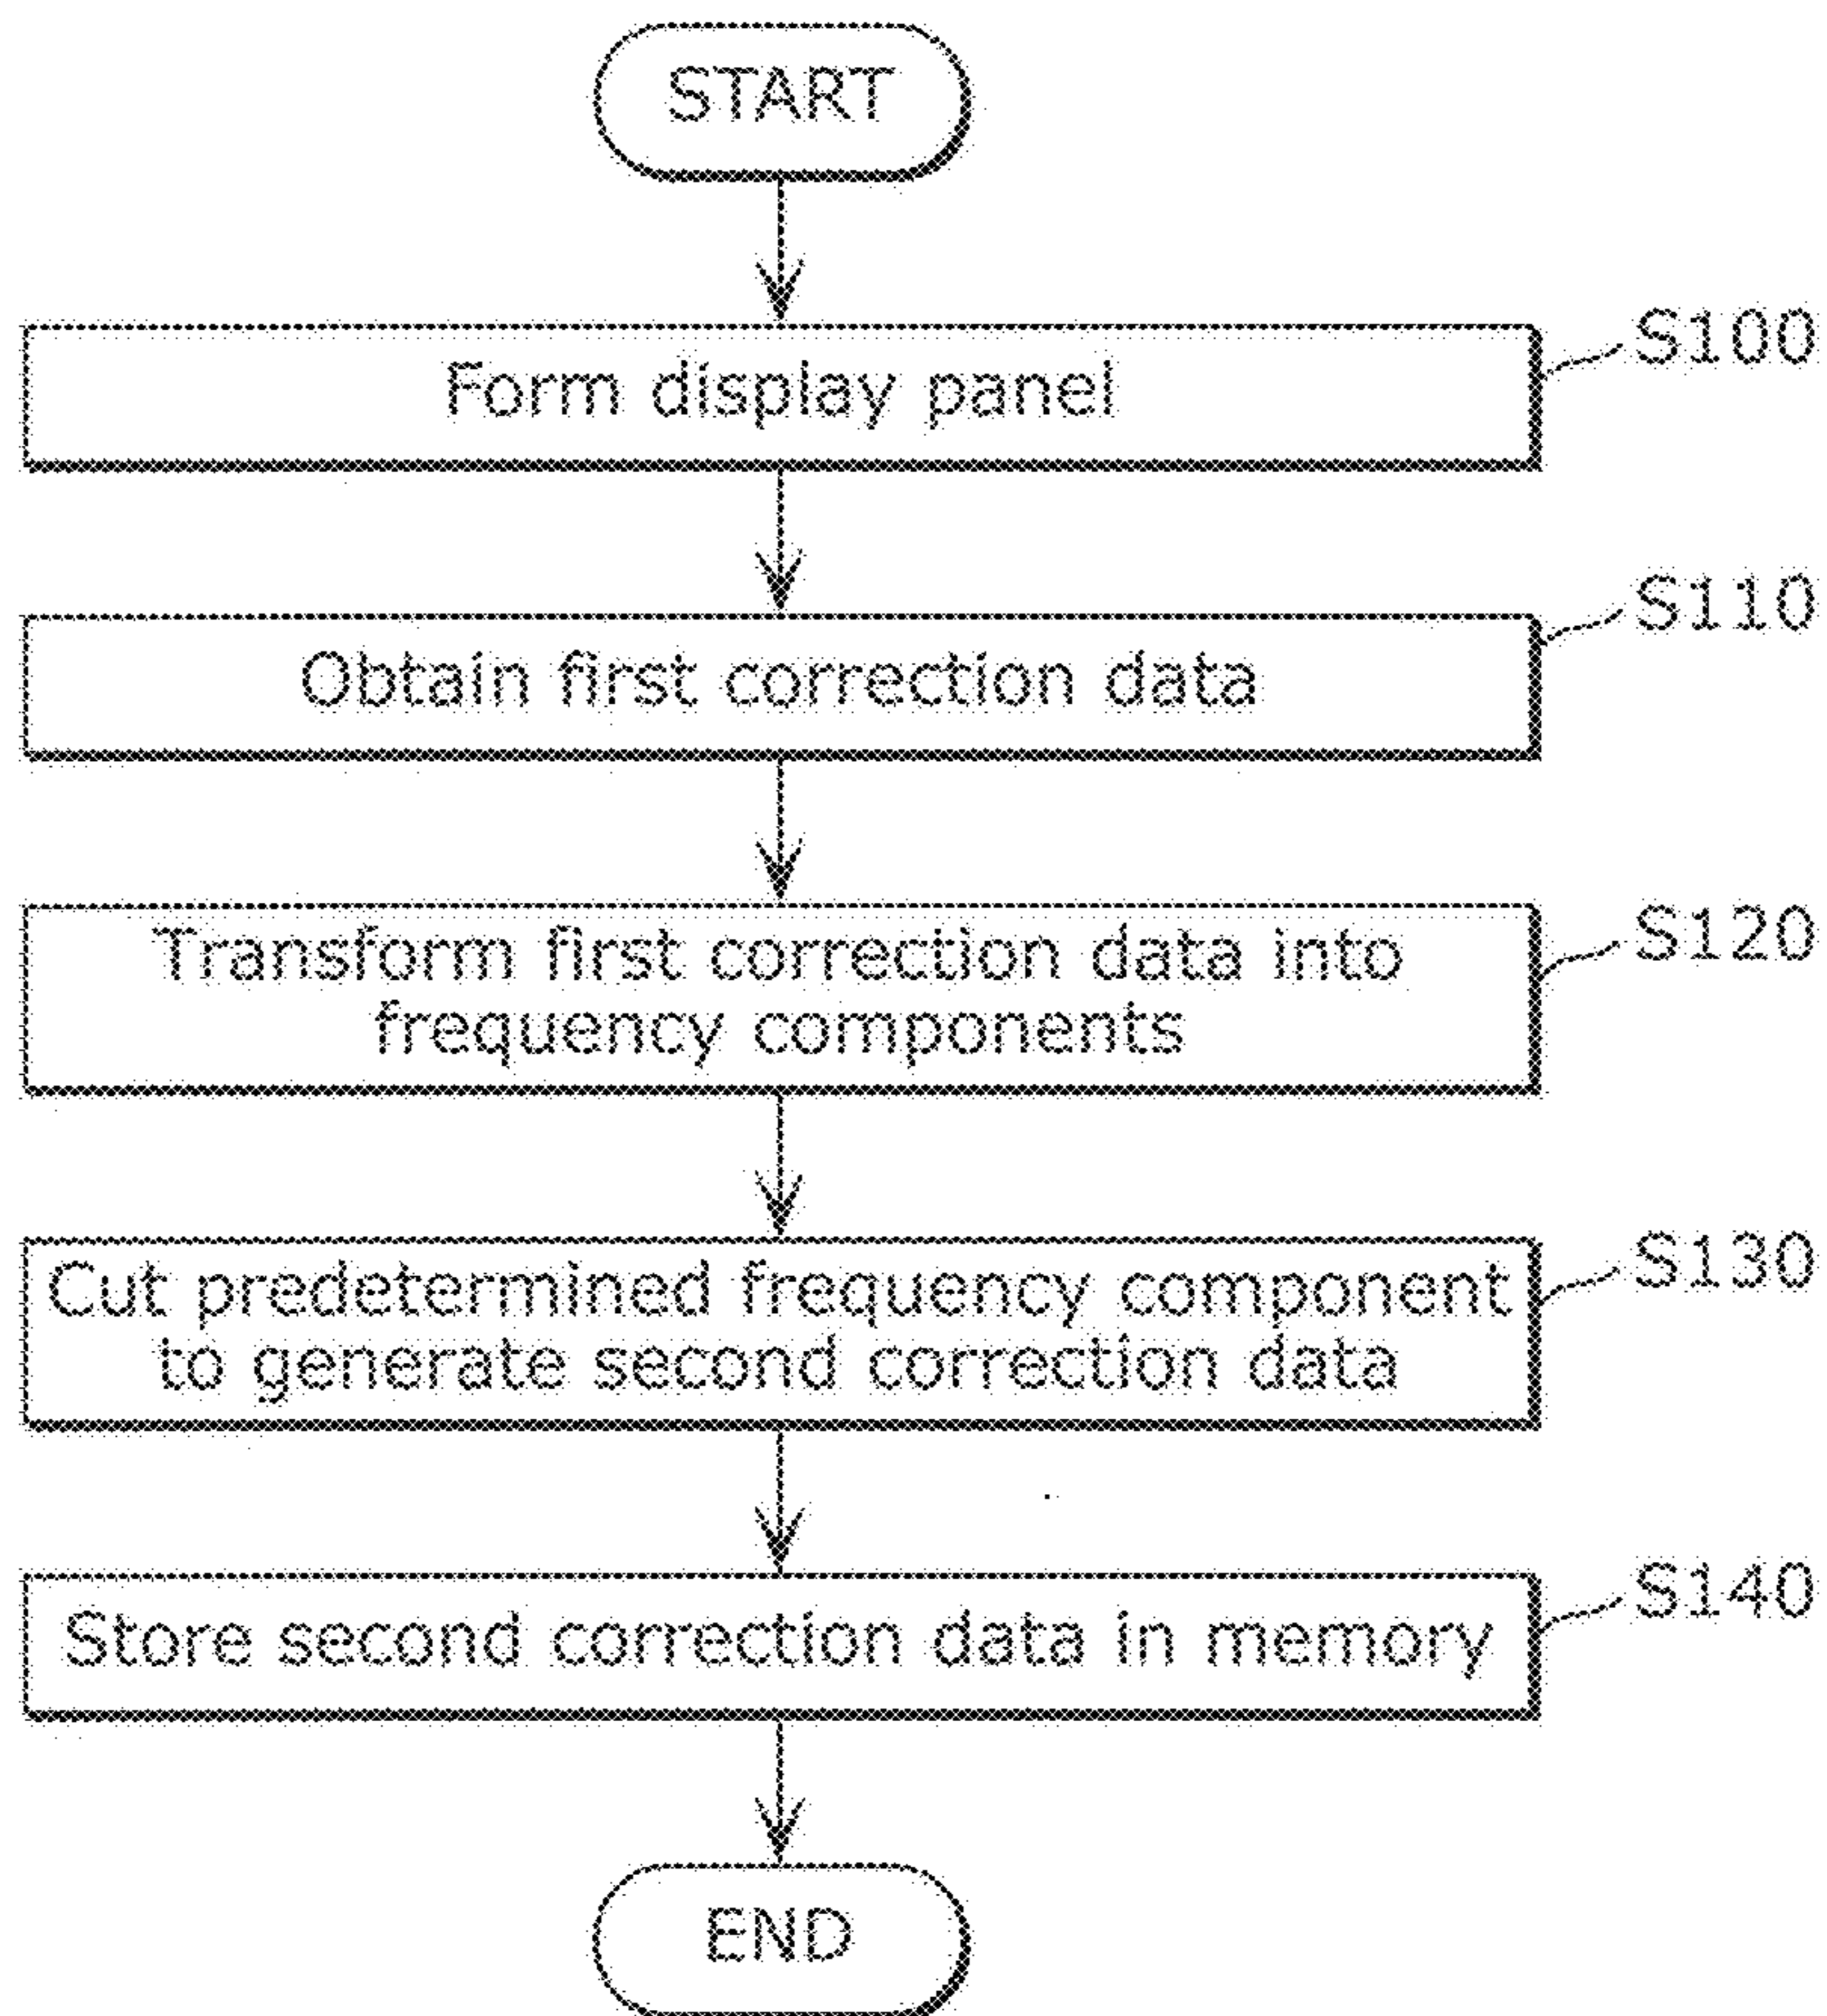 START
Form display panel
S100
Obtain first correction data
S110
Transform first correction data into
frequency components
S120
Cut predetermined frequency component
to generate second correction data
S130
Store second correction data in memory
S140
END